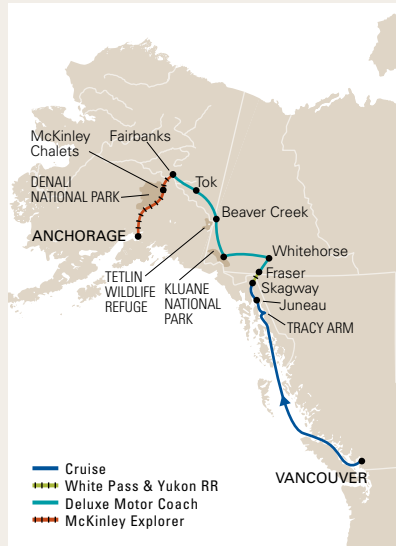 McKinley
Chalets
Fairbanks
DENALI
NATIONAL PARK
Tok
Beaver Creek
ANCHORAGE
Whitehorse
TETLIN
WILDLIFE
REFUGE
KLUANE
NATIONAL
PARK
Fraser
Skagway
Juneau
TRACY ARM
VANCOUVER
Cruise
White Pass & Yukon RR
Deluxe Motor Coach
McKinley Explorer